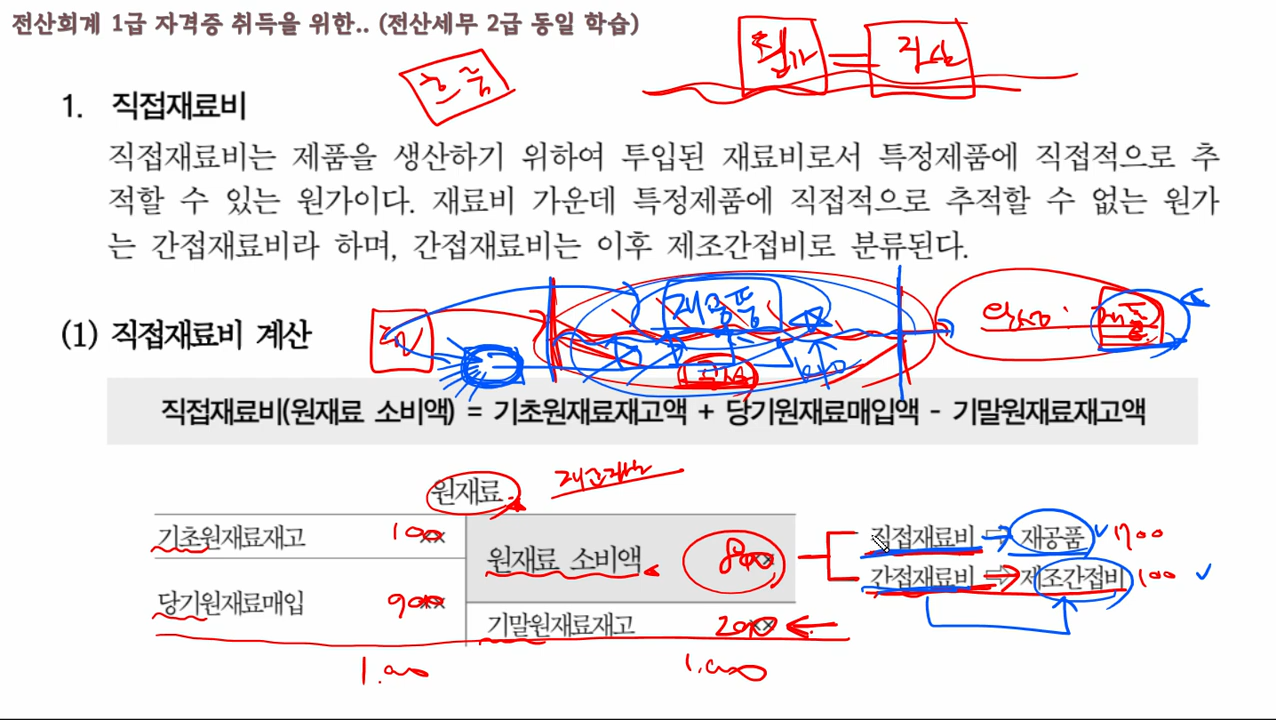 전산회계 1급 자격증 취득을 위한.. (전산세무 2급 동일 학습)
흐름
1. 직접재료비
직접재료비는 제품을 생산하기 위하여 투입된 재료비로서 특정제품에 직접적으로 추
적할 수 있는 원가이다. 재료비 가운데 특정제품에 직접적으로 추적할 수 없는 원가
는 간접재료비라 하며, 간접재료비는 이후 제조간접비로 분류된다.
재공품
(1) 직접재료비 계산
직접재료비(원재료 소비액) = 기초원재료재고액 + 당기원재료매입액 - 기말원재료재고액
원재료
기초원재료재고 100
원재료 소비액 800
직접재료비 ⇨ 재공품 700
간접재료비 ⇨ 제조간접비 100
당기원재료매입 900
기말원재료재고 200
1.000 1.000